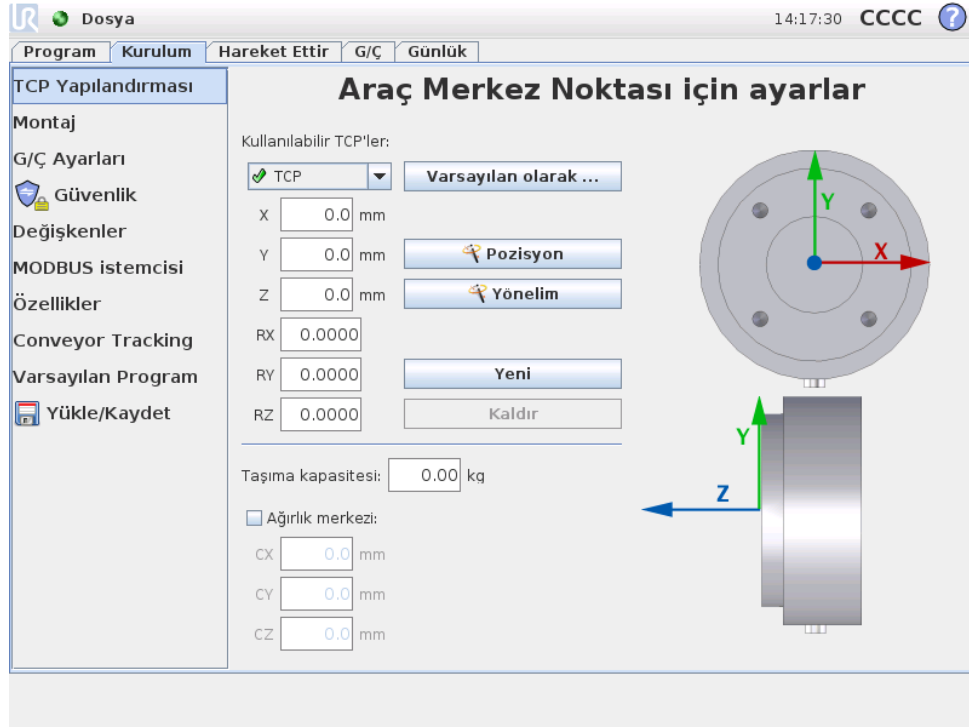 UR Dosya 14:17:30 CCCC ?
Program Kurulum Hareket Ettir G/Ç Günlük
TCP Yapılandırması
Montaj
G/Ç Ayarları
Güvenlik
Değişkenler
MODBUS istemcisi
Özellikler
Conveyor Tracking
Varsayılan Program
Yükle/Kaydet
Araç Merkez Noktası için ayarlar
Kullanılabilir TCP'ler:
TCP Varsayılan olarak ...
X 0.0 mm
Y 0.0 mm Pozisyon
Z 0.0 mm Yönelim
RX 0.0000
RY 0.0000 Yeni
RZ 0.0000 Kaldır
Taşıma kapasitesi: 0.00 kg
Ağırlık merkezi:
CX 0.0 mm
CY 0.0 mm
CZ 0.0 mm
Y
X
Y
Z